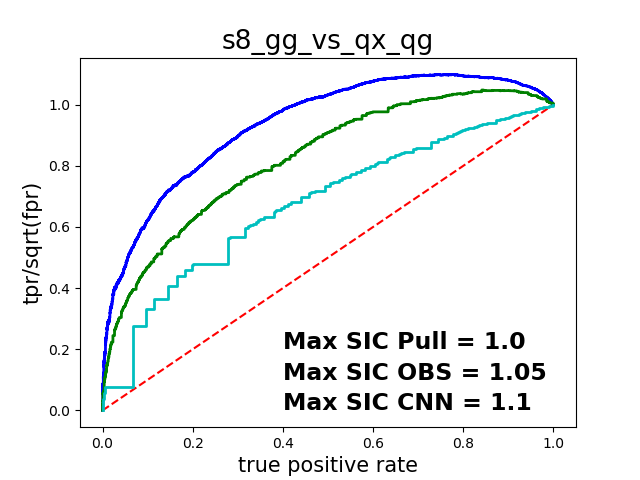 s8_gg_vs_qx_qg
tpr/sqrt(fpr)
1.0
0.8
0.6
0.4
0.2
0.0
Max SIC Pull = 1.0
Max SIC OBS = 1.05
Max SIC CNN = 1.1
0.0 0.2 0.4 0.6 0.8 1.0
true positive rate